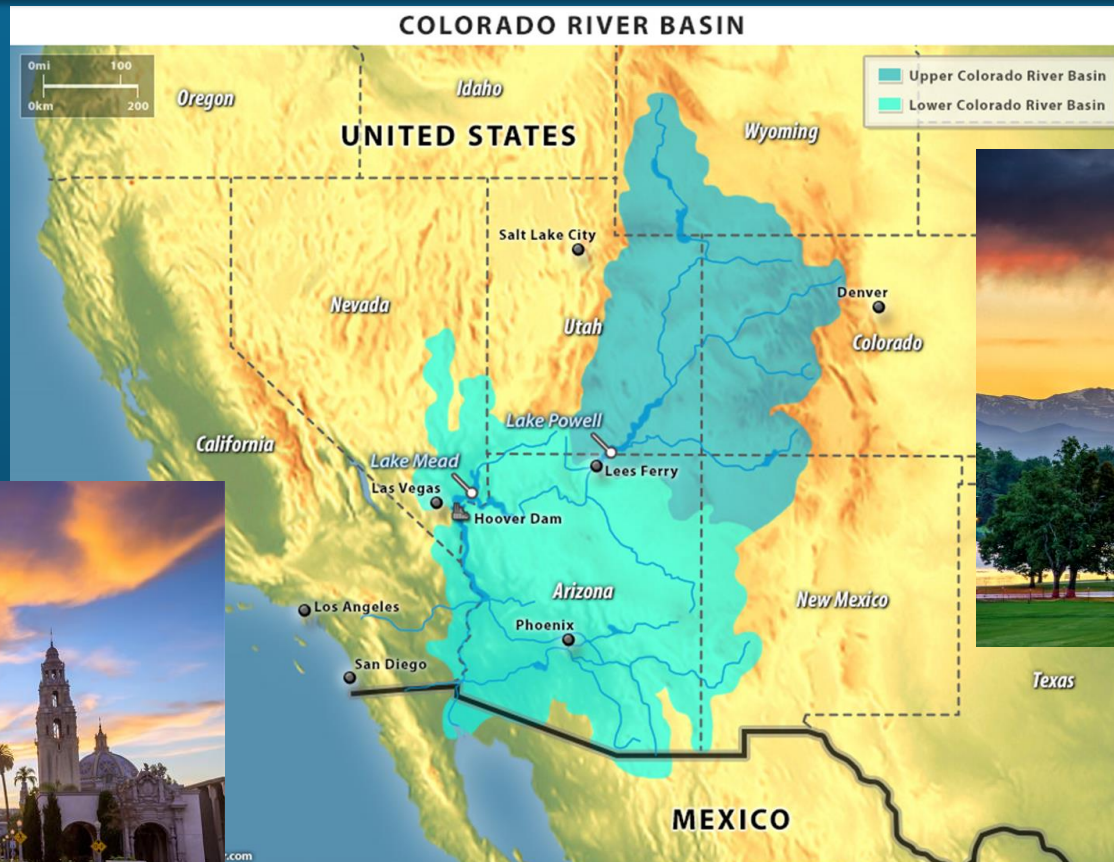 COLORADO RIVER BASIN
0mi 100
0km 200
Oregon
Idaho
UNITED STATES
Wyoming
Upper Colorado River Basin
Lower Colorado River Basin
Salt Lake City
Nevada
Utah
Denver
Colorado
Lake Powell
California
Lake Mead
Lees Ferry
Las Vegas
Hoover Dam
Arizona
New Mexico
Los Angeles
Phoenix
San Diego
Texas
MEXICO
.com